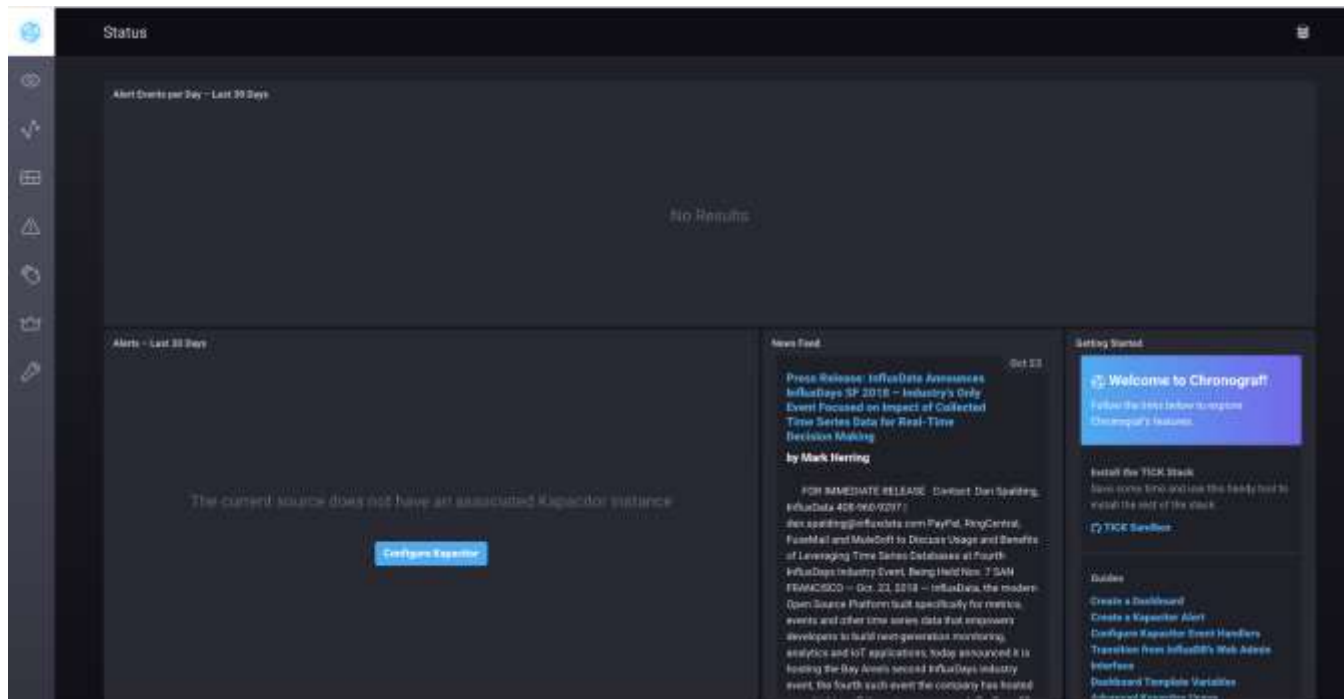 Status
Alert Events per Day – Last 30 Days
No Results
Alerts – Last 30 Days
The current source does not have an associated Kapacitor instance
Configure Kapacitor
News Feed
Oct 23
Press Release: InfluxData Announces
InfluxDays SF 2018 – Industry's Only
Event Focused on Impact of Collected
Time Series Data for Real-Time
Decision Making
by Mark Herring
FOR IMMEDIATE RELEASE Contact: Dan Spalding,
InfluxData 408-960-9297 |
dan.spalding@influxdata.com PayPal, RingCentral,
FuseMail and MuleSoft to Discuss Usage and Benefits
of Leveraging Time Series Databases at Fourth
InfluxDays Industry Event, Being Held Nov. 7 SAN
FRANCISCO — Oct. 23, 2018 — InfluxData, the modern
Open Source Platform built specifically for metrics,
events and other time series data that empowers
developers to build next-generation monitoring,
analytics and IoT applications, today announced it is
hosting the Bay Area's second InfluxDays industry
event, the fourth such event the company has hosted
Getting Started
Welcome to Chronograf!
Follow the links below to explore
Chronograf's features.
Install the TICK Stack
Save some time and use this handy tool to
install the rest of the stack:
TICK Sandbox
Guides
Create a Dashboard
Create a Kapacitor Alert
Configure Kapacitor Event Handlers
Transition from InfluxDB's Web Admin
Interface
Dashboard Template Variables
Advanced Kapacitor Usage